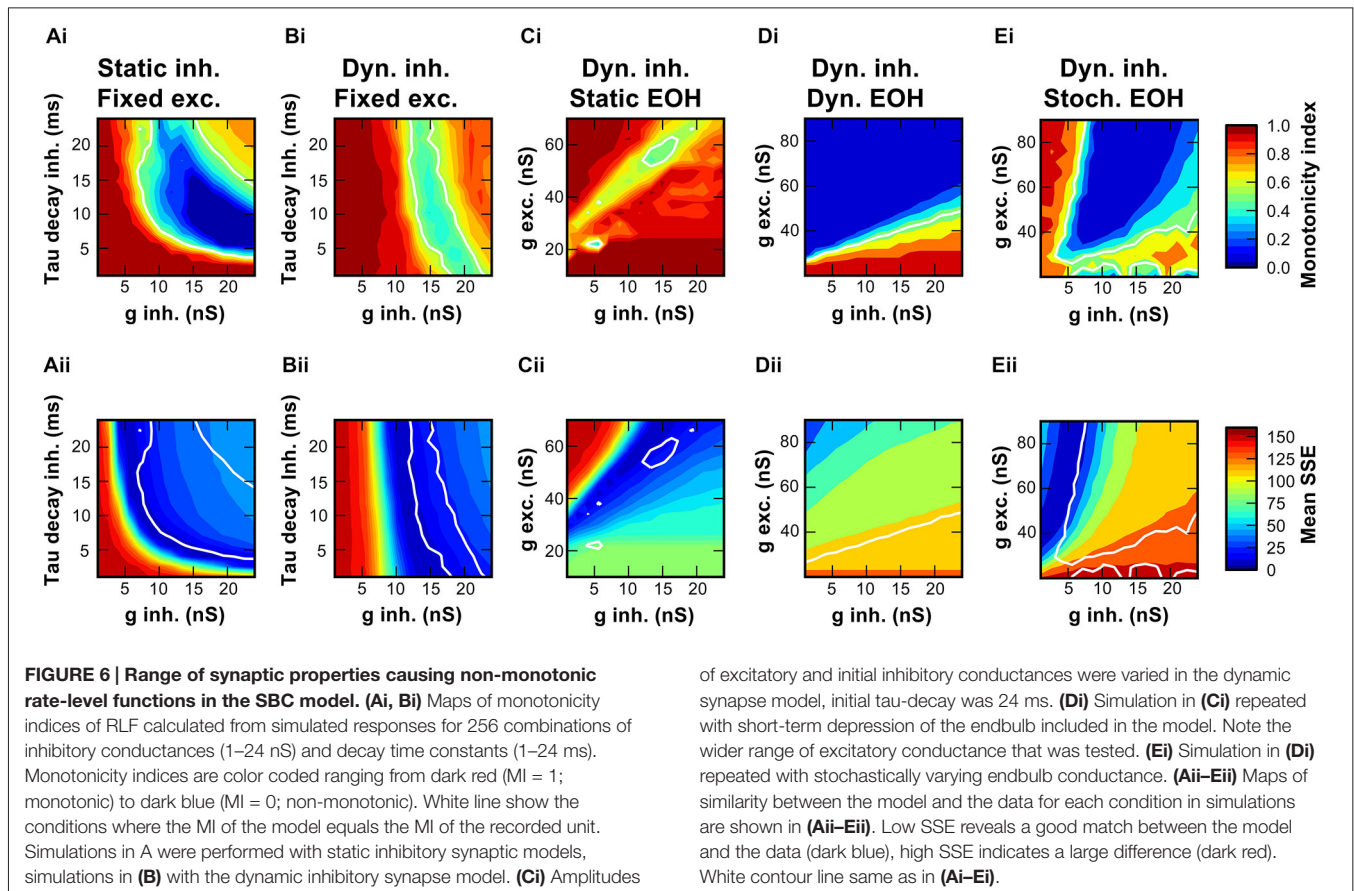 Ai
Bi
Ci
Di
Ei
Static inh.
Fixed exc.
Dyn. inh.
Fixed exc.
Dyn. inh.
Static EOH
Dyn. inh.
Dyn. EOH
Dyn. inh.
Stoch. EOH
Tau decay inh. (ms)
20
15
10
5
5 10 15 20
g inh. (nS)
Tau decay Inh. (ms)
20
15
10
5
5 10 15 20
g inh. (nS)
g exc. (nS)
60
40
20
5 10 15 20
g inh. (nS)
g exc. (nS)
80
60
40
5 10 15 20
g inh. (nS)
g exc. (nS)
80
60
40
5 10 15 20
g inh. (nS)
1.0
0.8
0.6
0.4
0.2
0.0
Monotonicity index
Aii
Bii
Cii
Dii
Eii
Tau decay inh. (ms)
20
15
10
5
5 10 15 20
g inh. (nS)
Tau decay Inh. (ms)
20
15
10
5
5 10 15 20
g inh. (nS)
g exc. (nS)
60
40
20
5 10 15 20
g inh. (nS)
g exc. (nS)
80
60
40
5 10 15 20
g inh. (nS)
g exc. (nS)
80
60
40
5 10 15 20
g inh. (nS)
150
125
100
75
50
25
0
Mean SSE
FIGURE 6 | Range of synaptic properties causing non-monotonic
rate-level functions in the SBC model. (Ai, Bi) Maps of monotonicity
indices of RLF calculated from simulated responses for 256 combinations of
inhibitory conductances (1–24 nS) and decay time constants (1–24 ms).
Monotonicity indices are color coded ranging from dark red (MI = 1;
monotonic) to dark blue (MI = 0; non-monotonic). White line show the
conditions where the MI of the model equals the MI of the recorded unit.
Simulations in A were performed with static inhibitory synaptic models,
simulations in (B) with the dynamic inhibitory synapse model. (Ci) Amplitudes
of excitatory and initial inhibitory conductances were varied in the dynamic
synapse model, initial tau-decay was 24 ms. (Di) Simulation in (Ci) repeated
with short-term depression of the endbulb included in the model. Note the
wider range of excitatory conductance that was tested. (Ei) Simulation in (Di)
repeated with stochastically varying endbulb conductance. (Aii–Eii) Maps of
similarity between the model and the data for each condition in simulations
are shown in (Aii–Eii). Low SSE reveals a good match between the model
and the data (dark blue), high SSE indicates a large difference (dark red).
White contour line same as in (Ai–Ei).